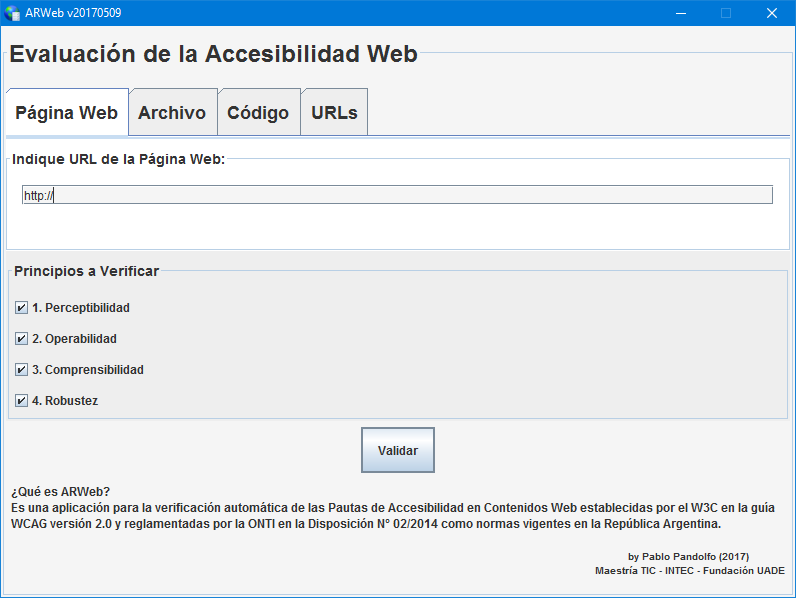 ARWeb v20170509
Evaluación de la Accesibilidad Web
Página Web Archivo Código URLs
Indique URL de la Página Web:
http://
Principios a Verificar
1. Perceptibilidad
2. Operabilidad
3. Comprensibilidad
4. Robustez
Validar
¿Qué es ARWeb?
Es una aplicación para la verificación automática de las Pautas de Accesibilidad en Contenidos Web establecidas por el W3C en la guía
WCAG versión 2.0 y reglamentadas por la ONTI en la Disposición N° 02/2014 como normas vigentes en la República Argentina.
by Pablo Pandolfo (2017)
Maestría TIC - INTEC - Fundación UADE